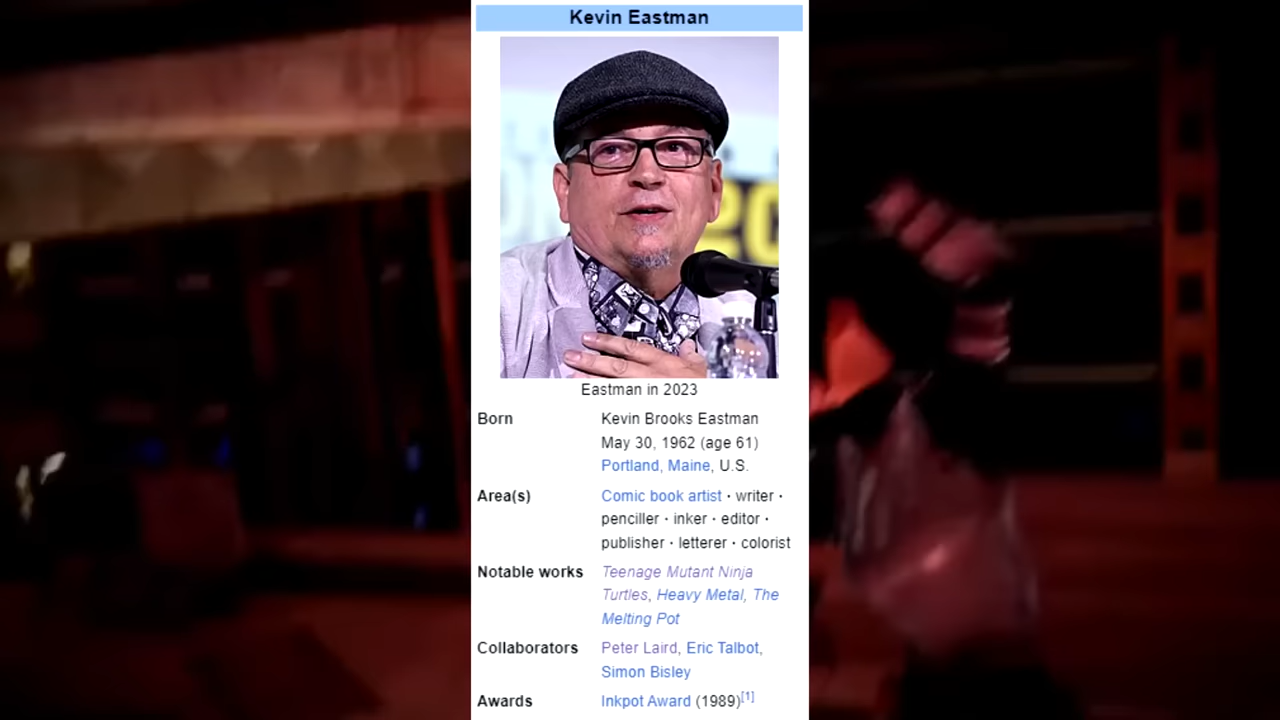 Kevin Eastman
Eastman in 2023
Born Kevin Brooks Eastman
May 30, 1962 (age 61)
Portland, Maine, U.S.
Area(s) Comic book artist · writer ·
penciller · inker · editor ·
publisher · letterer · colorist
Notable works Teenage Mutant Ninja
Turtles, Heavy Metal, The
Melting Pot
Collaborators Peter Laird, Eric Talbot,
Simon Bisley
Awards Inkpot Award (1989)[1]